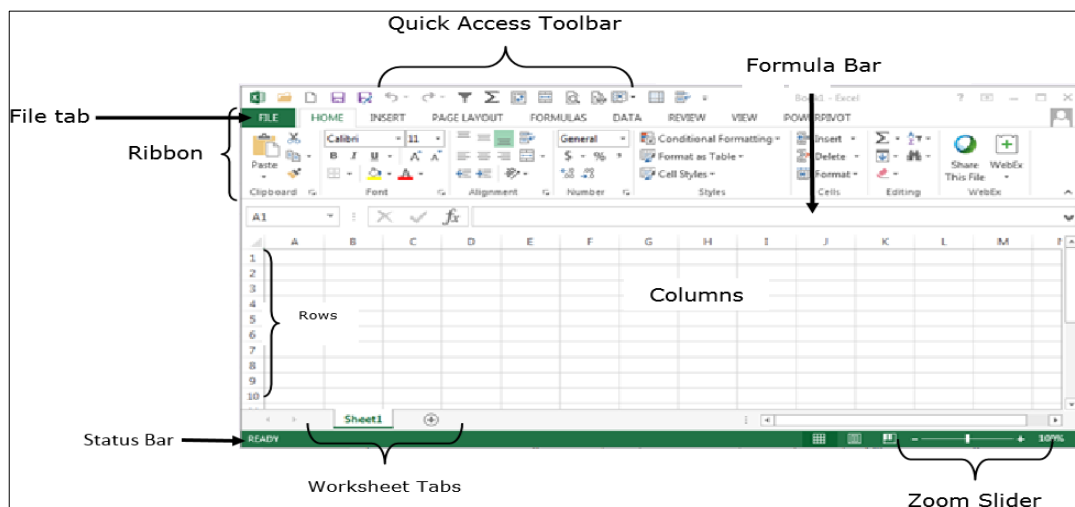 Quick Access Toolbar
Formula Bar
Book1 - Excel
?
File tab
FILE HOME INSERT PAGE LAYOUT FORMULAS DATA REVIEW VIEW POWERPIVOT
Ribbon
Calibri 11 General Conditional Formatting Insert
Paste B I U A A $ % Format as Table Delete Share WebEx
A Cell Styles Format This File
Clipboard Font Alignment Number Styles Cells Editing WebEx
A1 fx
A B C D E F G H I J K L M
1
2
3
Columns
4
5
Rows
6
7
8
9
10
Sheet1
Status Bar
READY 100%
Worksheet Tabs
Zoom Slider